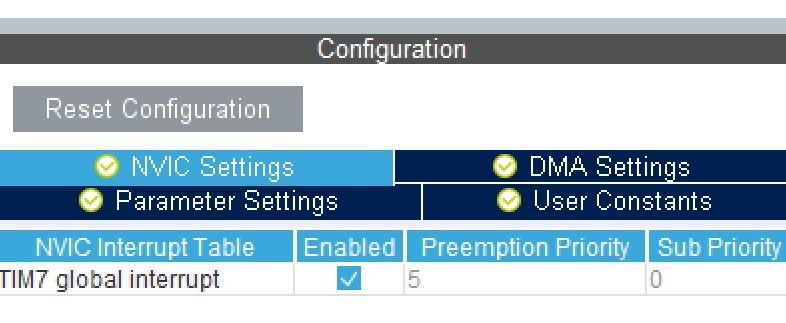 Configuration
Reset Configuration
NVIC Settings DMA Settings
Parameter Settings User Constants
NVIC Interrupt Table Enabled Preemption Priority Sub Priority
TIM7 global interrupt 5 0